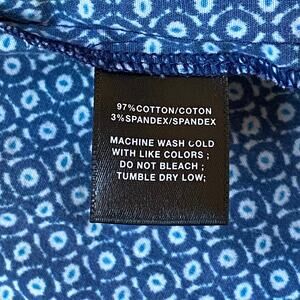 97%COTTON/COTON
3%SPANDEX/SPANDEX
MACHINE WASH COLD
WITH LIKE COLORS ;
DO NOT BLEACH ;
TUMBLE DRY LOW;